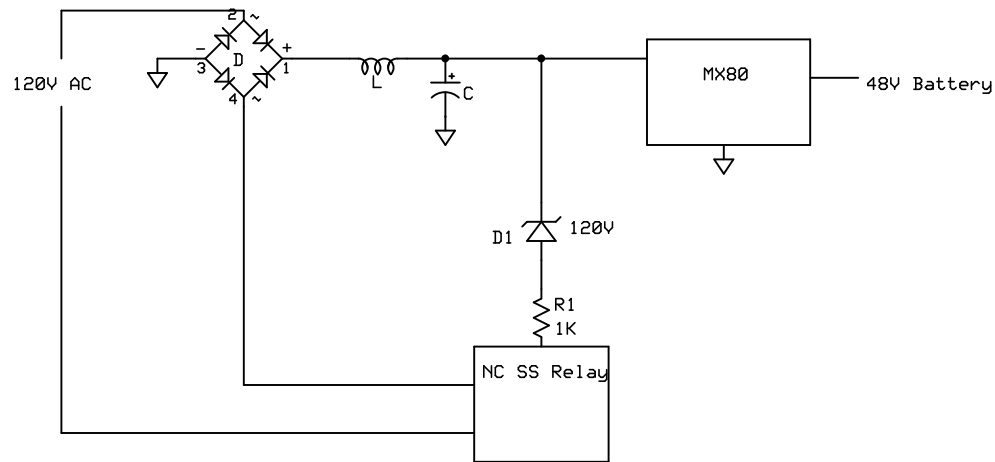 2 ~
- D +
3 1
4 ~
120V AC
L
+
C
MX80
48V Battery
D1
120V
R1
1K
NC SS Relay